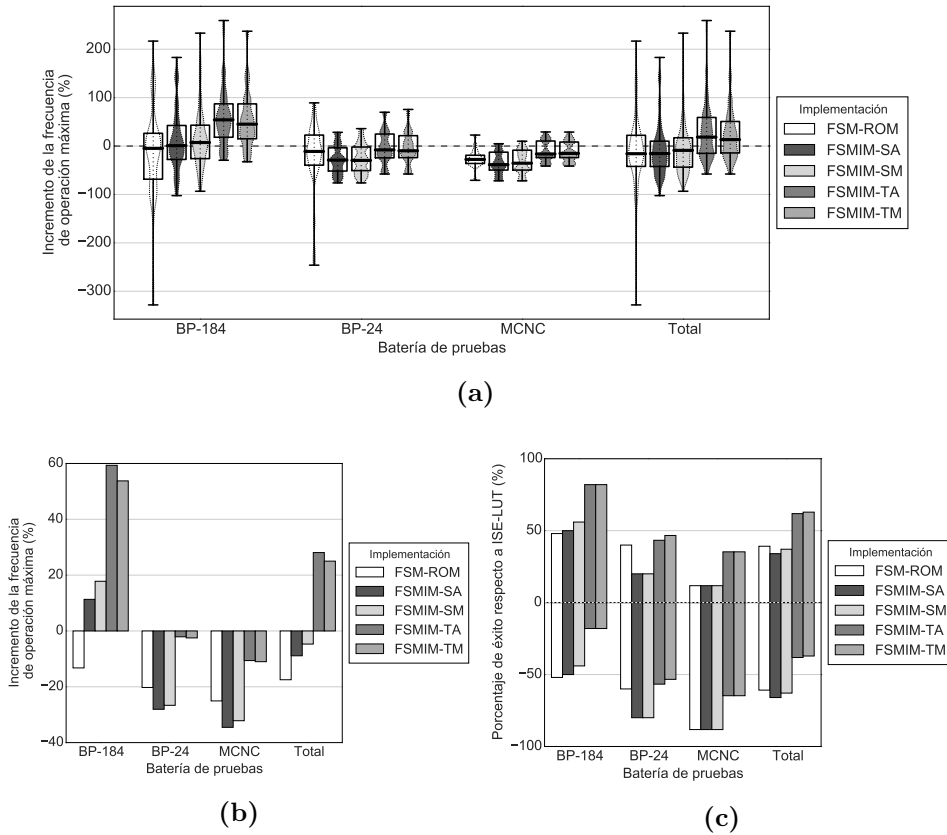 Incremento de la frecuencia
de operación máxima (%)
200
100
0
−100
−200
−300
BP-184
BP-24
MCNC
Total
Batería de pruebas
Implementación
FSM-ROM
FSMIM-SA
FSMIM-SM
FSMIM-TA
FSMIM-TM
(a)
Incremento de la frecuencia
de operación máxima (%)
60
40
20
0
−20
−40
BP-184
BP-24
MCNC
Total
Batería de pruebas
Implementación
FSM-ROM
FSMIM-SA
FSMIM-SM
FSMIM-TA
FSMIM-TM
(b)
Porcentaje de éxito respecto a ISE-LUT (%)
100
50
0
−50
−100
BP-184
BP-24
MCNC
Total
Batería de pruebas
Implementación
FSM-ROM
FSMIM-SA
FSMIM-SM
FSMIM-TA
FSMIM-TM
(c)